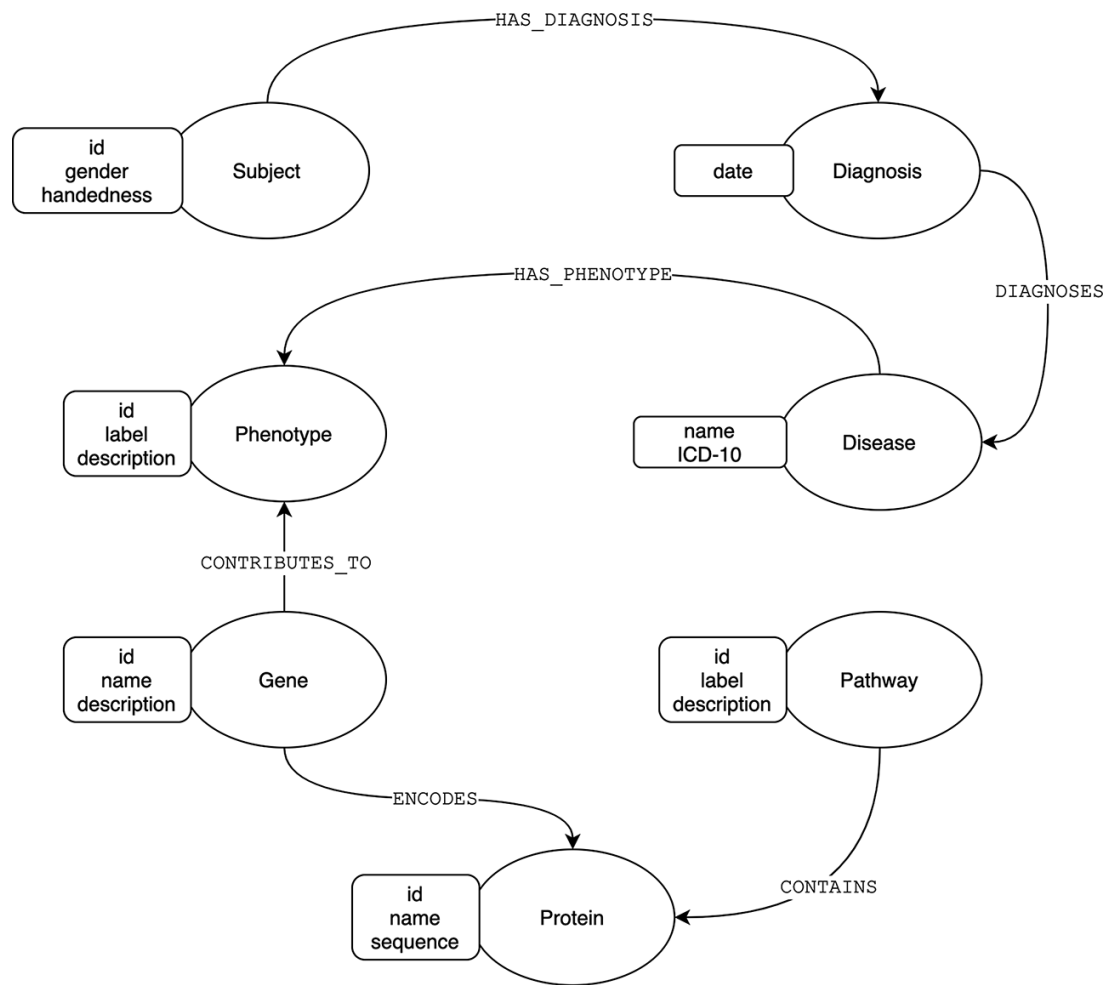 HAS_DIAGNOSIS
id
gender
handedness
Subject
date
Diagnosis
HAS_PHENOTYPE
DIAGNOSES
id
label
description
Phenotype
name
ICD-10
Disease
CONTRIBUTES_TO
id
name
description
Gene
id
label
description
Pathway
ENCODES
CONTAINS
id
name
sequence
Protein